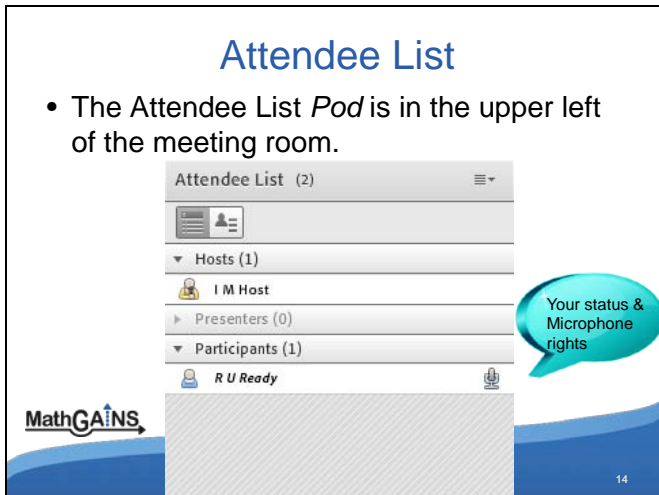 Attendee List
• The Attendee List Pod is in the upper left
of the meeting room.
Attendee List (2)
Hosts (1)
I M Host
Presenters (0)
Participants (1)
R U Ready
Your status &
Microphone
rights
MathGAINS
14